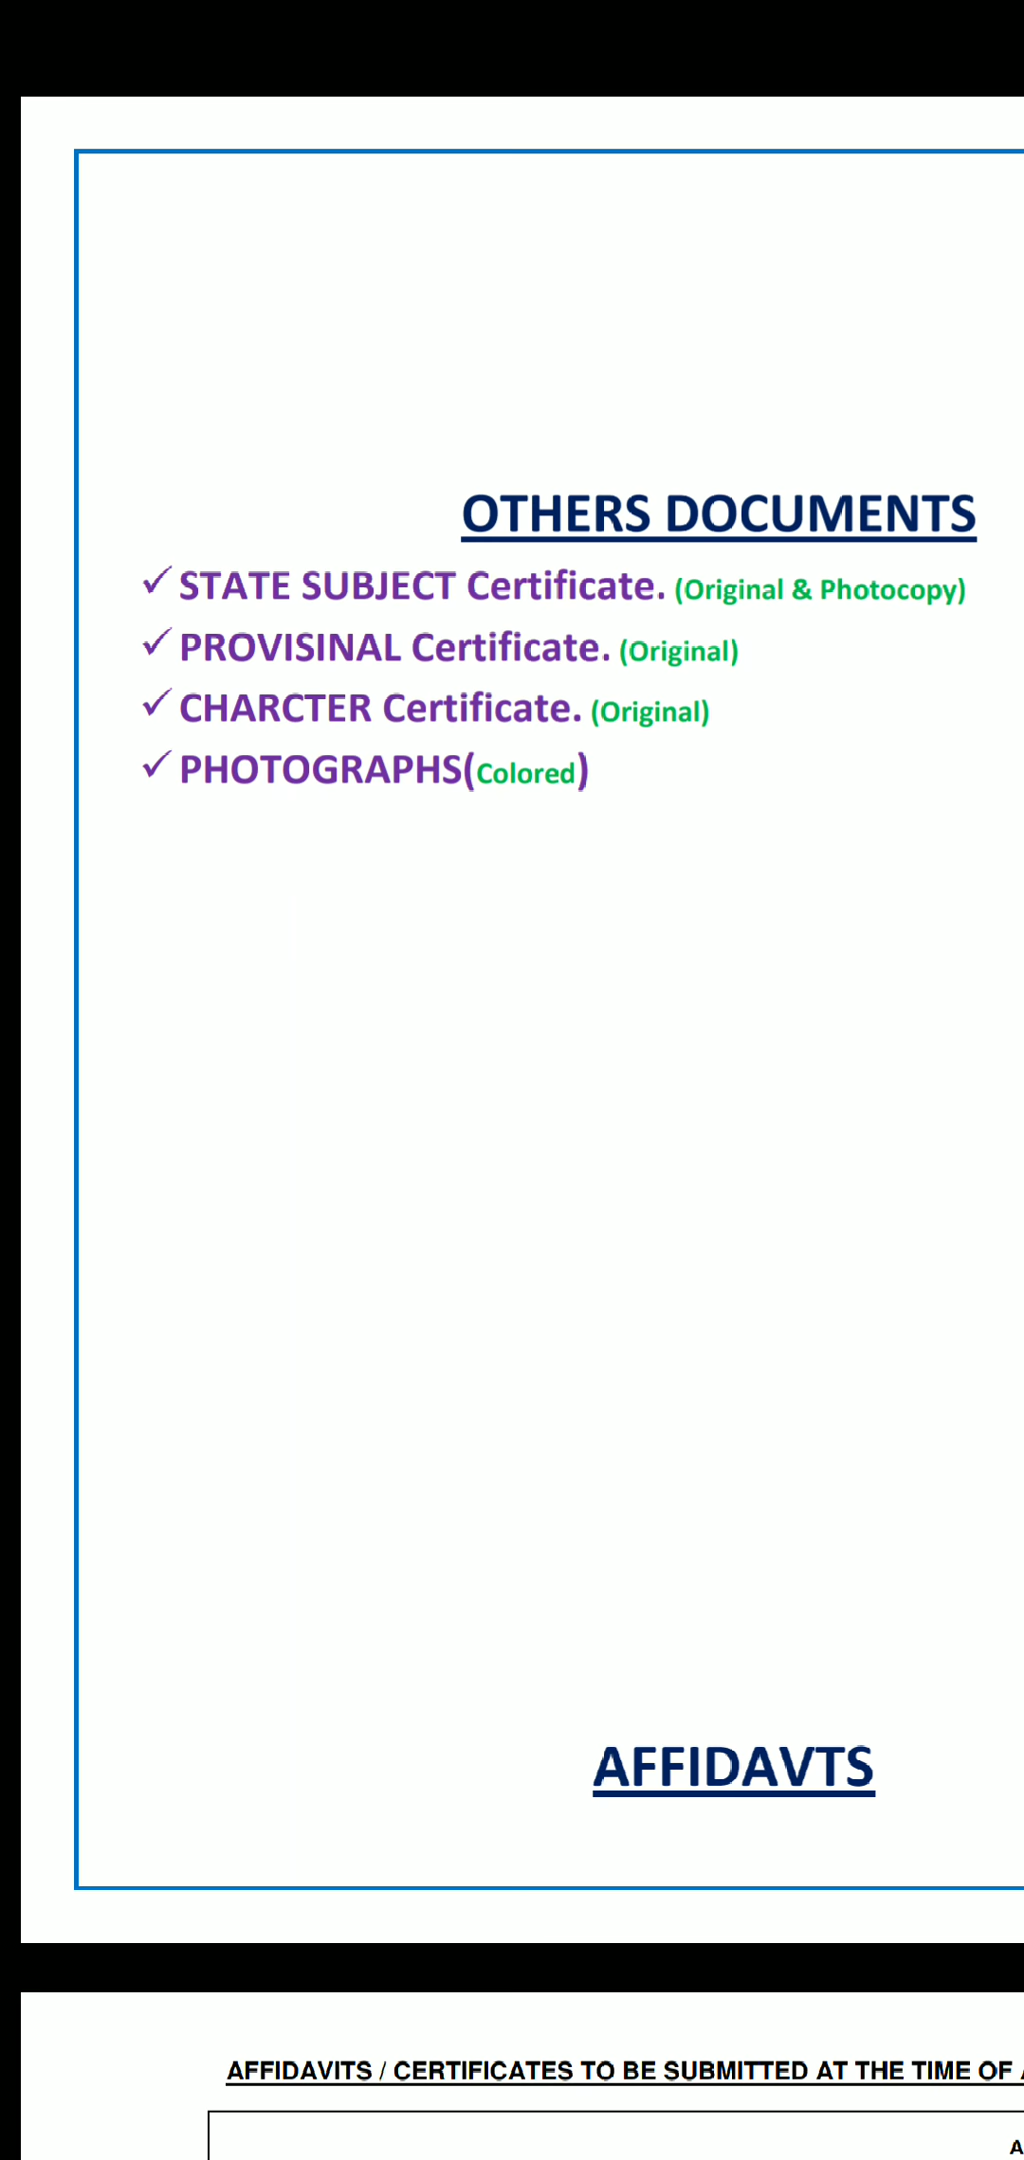 OTHERS DOCUMENTS
✓ STATE SUBJECT Certificate. (Original & Photocopy)
✓ PROVISINAL Certificate. (Original)
✓ CHARCTER Certificate. (Original)
✓ PHOTOGRAPHS(Colored)
AFFIDAVTS
AFFIDAVITS / CERTIFICATES TO BE SUBMITTED AT THE TIME OF